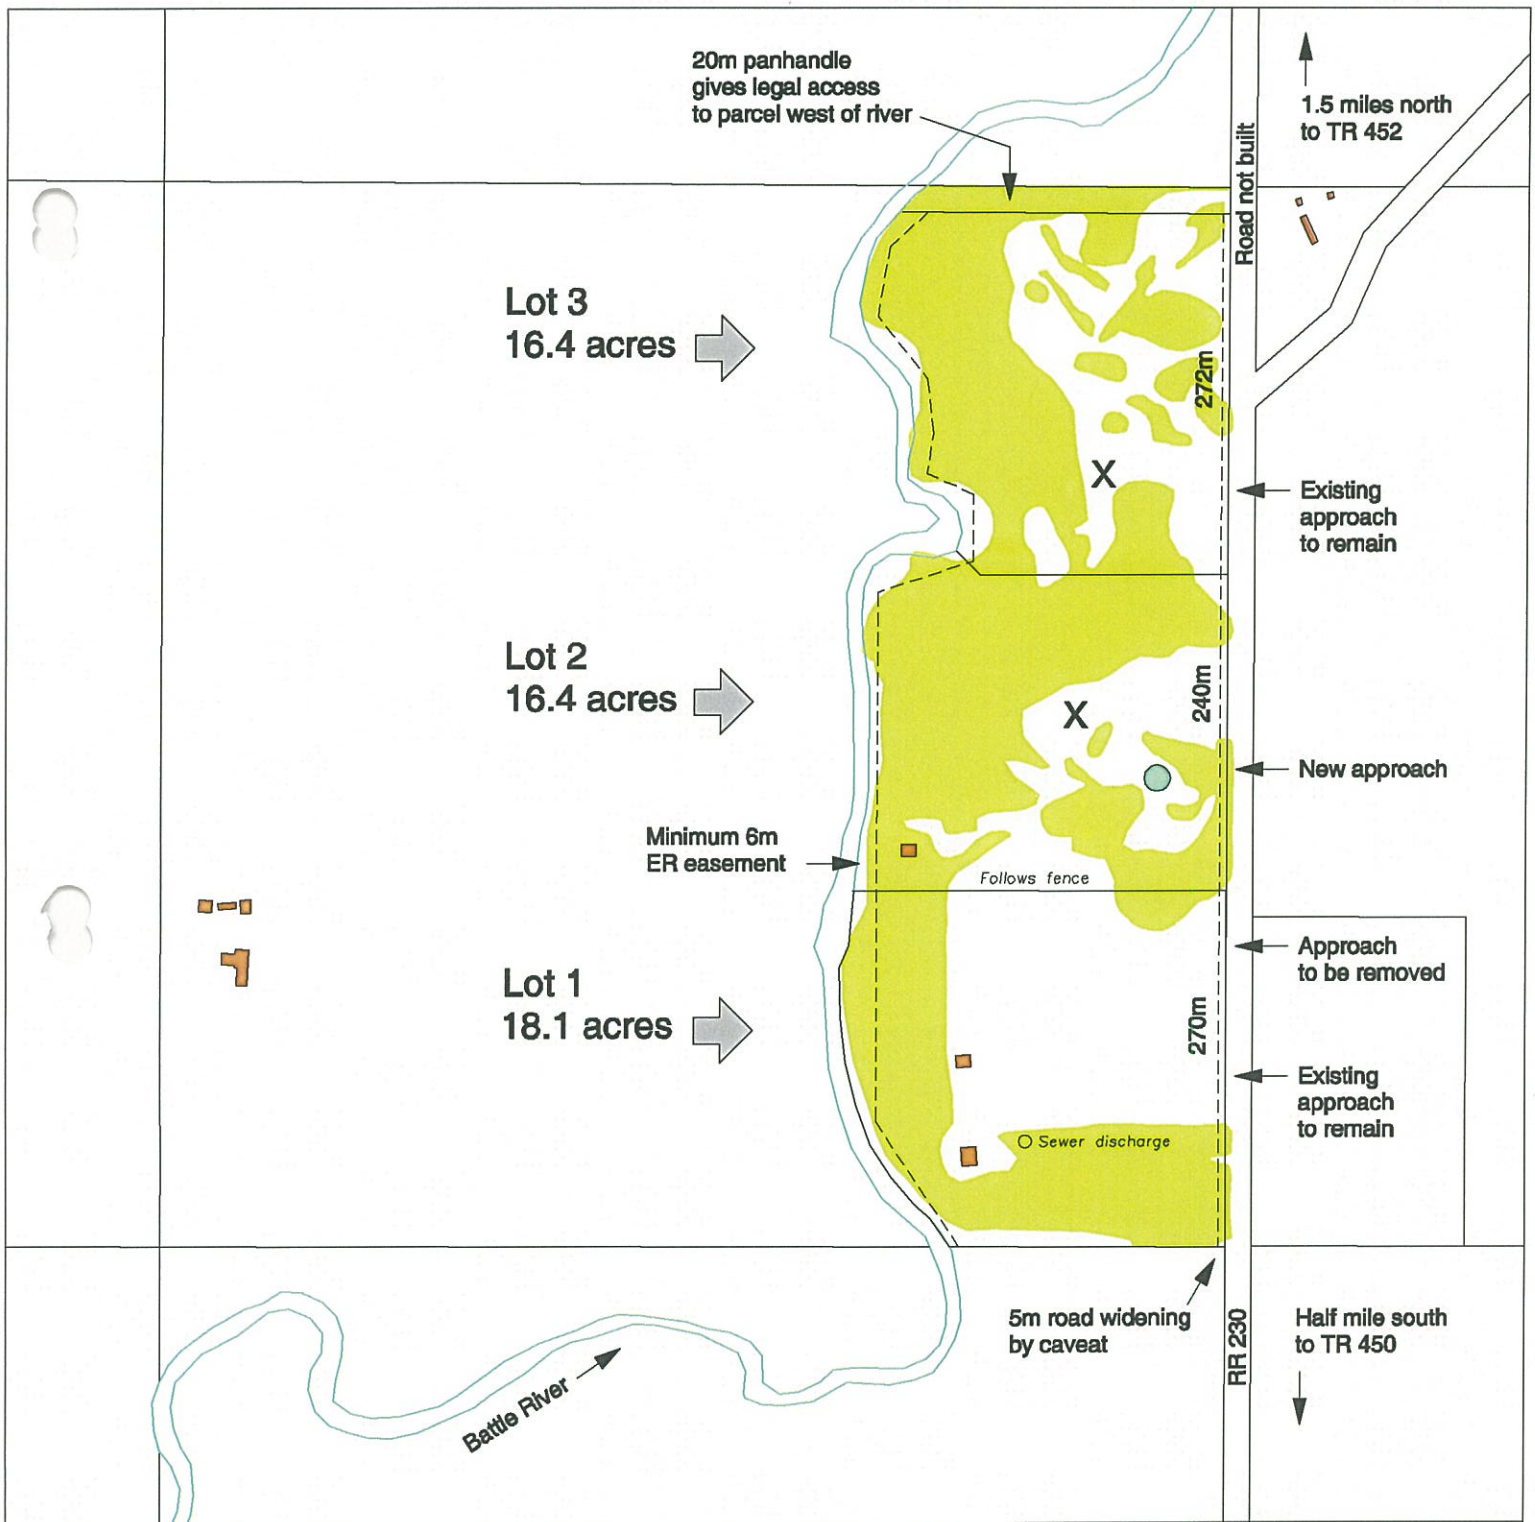 20m panhandle
gives legal access
to parcel west of river
1.5 miles north
to TR 452
Road not built
Lot 3
16.4 acres
272m
X
Existing
approach
to remain
Lot 2
16.4 acres
240m
X
New approach
Minimum 6m
ER easement
Follows fence
Approach
to be removed
Lot 1
18.1 acres
270m
Existing
approach
to remain
Sewer discharge
5m road widening
by caveat
RR 230
Half mile south
to TR 450
Battle River